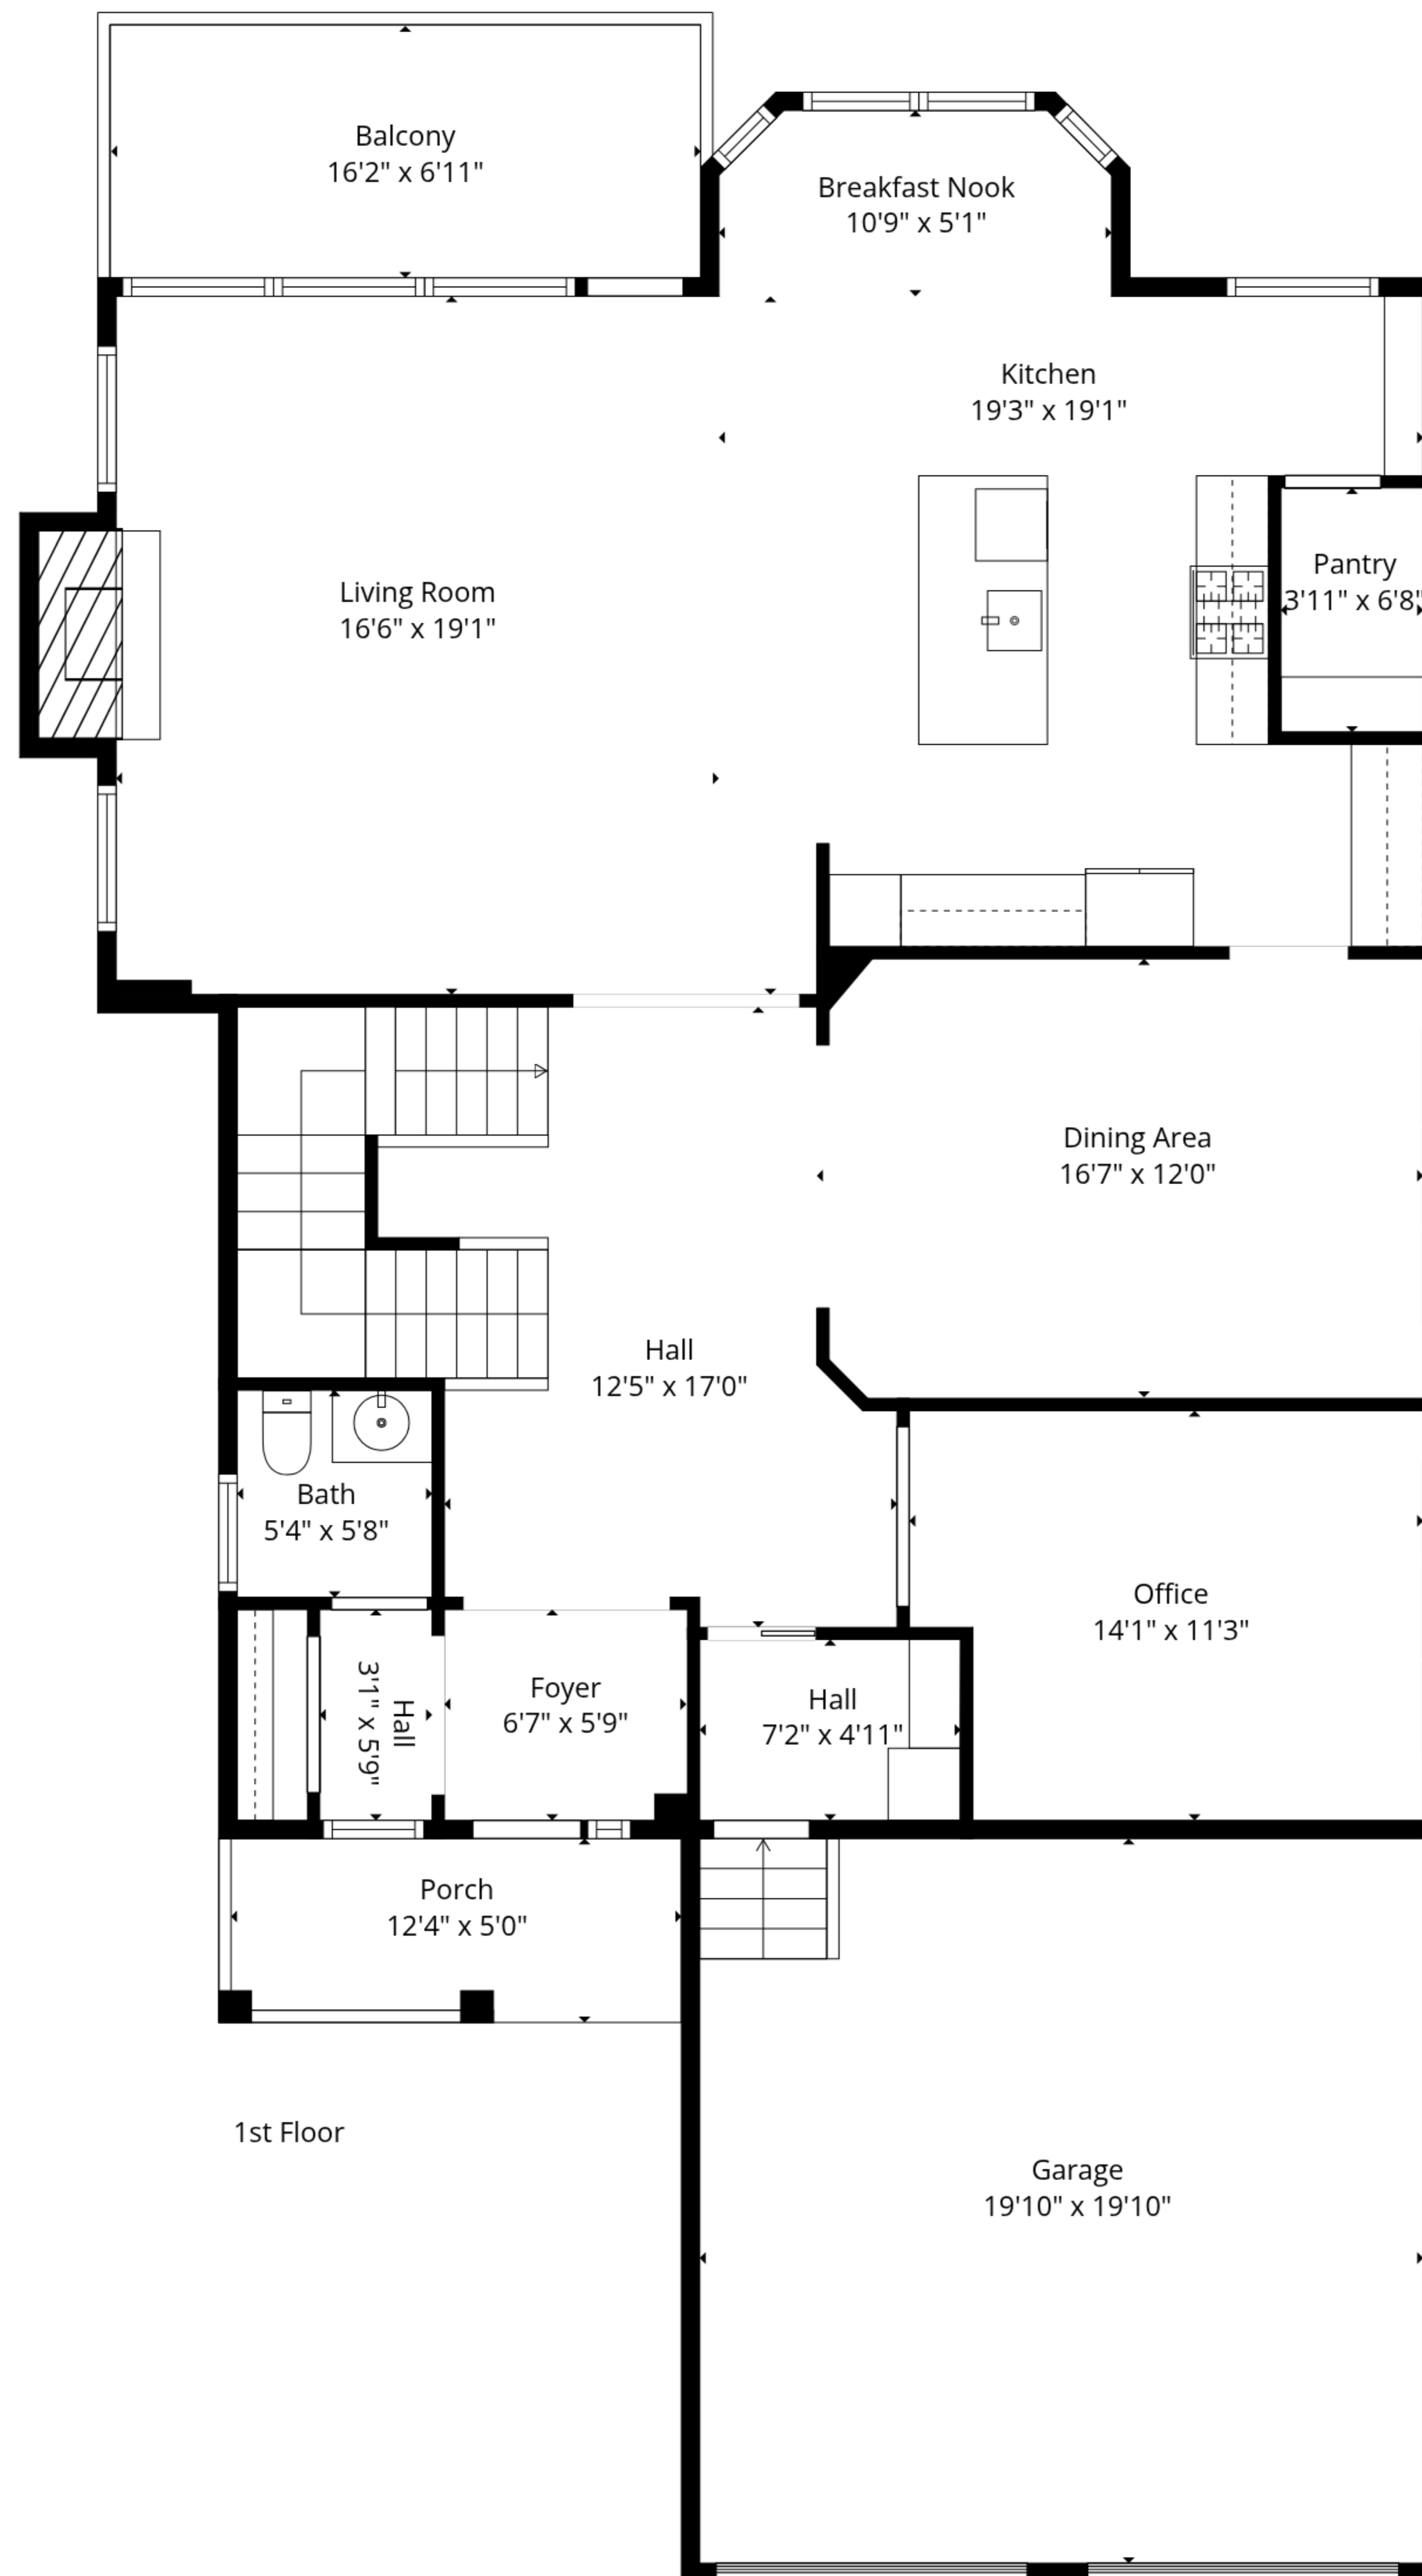 Balcony
16'2" x 6'11"
Breakfast Nook
10'9" x 5'1"
Kitchen
19'3" x 19'1"
Living Room
16'6" x 19'1"
Pantry
3'11" x 6'8"
Dining Area
16'7" x 12'0"
Hall
12'5" x 17'0"
Bath
5'4" x 5'8"
Office
14'1" x 11'3"
Hall
3'1" x 5'9"
Foyer
6'7" x 5'9"
Hall
7'2" x 4'11"
Porch
12'4" x 5'0"
1st Floor
Garage
19'10" x 19'10"